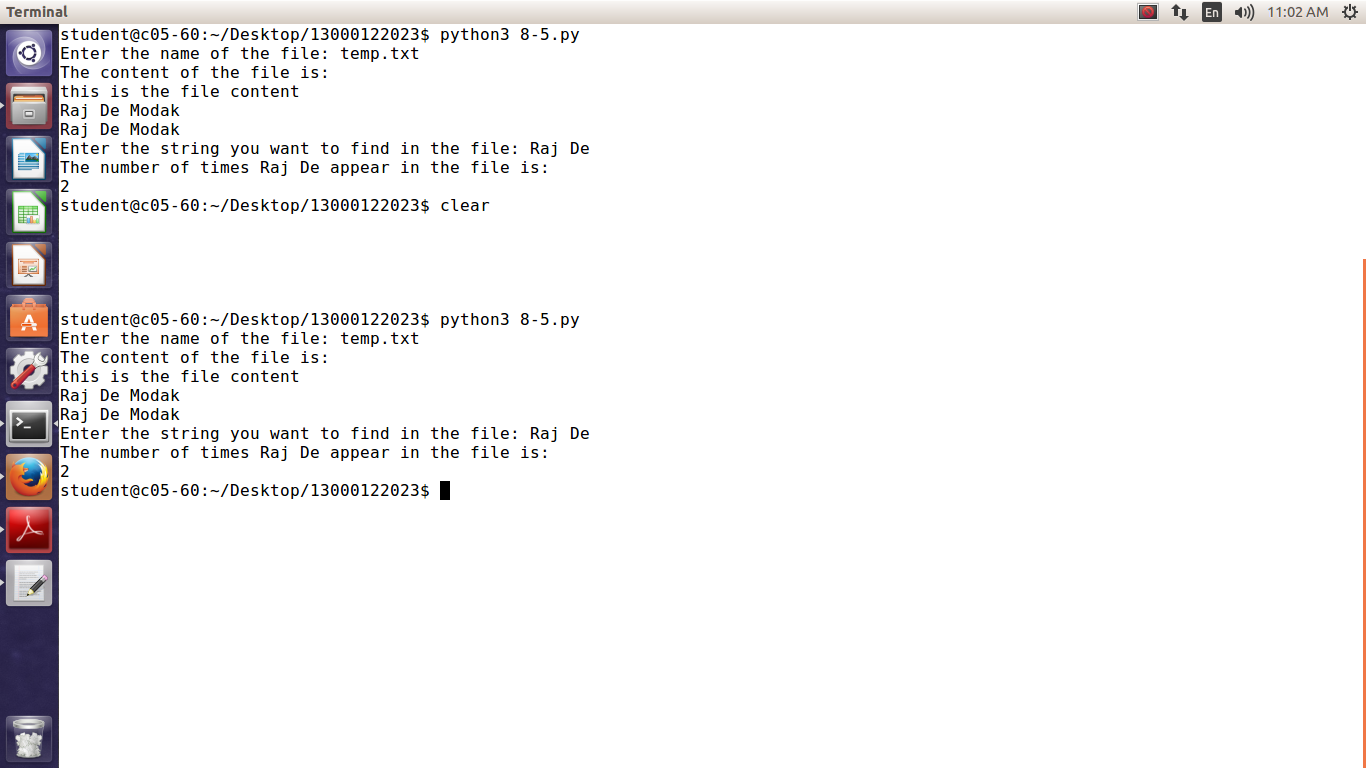 Terminal
En
11:02 AM
student@c05-60:~/Desktop/13000122023$ python3 8-5.py
Enter the name of the file: temp.txt
The content of the file is:
this is the file content
Raj De Modak
Raj De Modak
Enter the string you want to find in the file: Raj De
The number of times Raj De appear in the file is:
2
student@c05-60:~/Desktop/13000122023$ clear
student@c05-60:~/Desktop/13000122023$ python3 8-5.py
Enter the name of the file: temp.txt
The content of the file is:
this is the file content
Raj De Modak
Raj De Modak
Enter the string you want to find in the file: Raj De
The number of times Raj De appear in the file is:
2
student@c05-60:~/Desktop/13000122023$